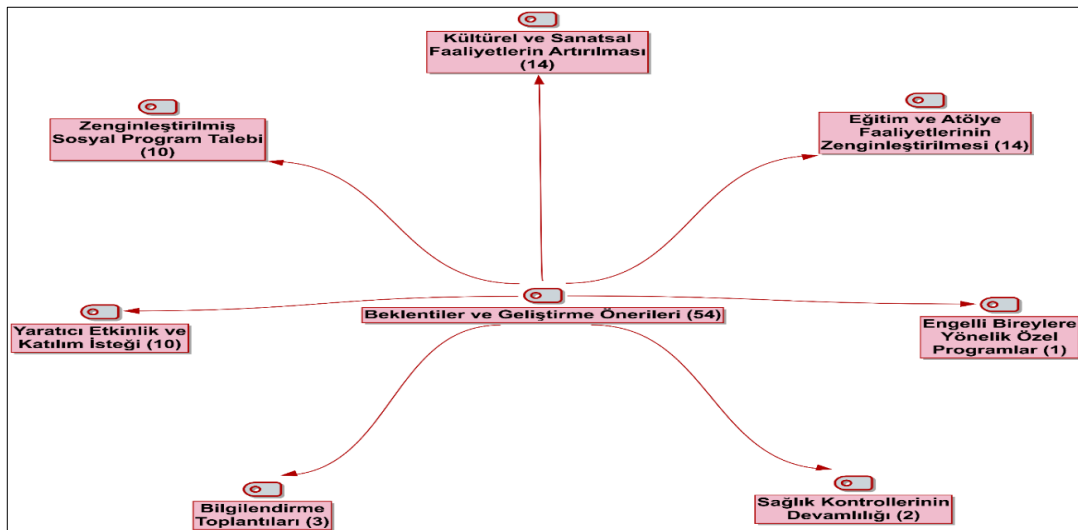 Kültürel ve Sanatsal
Faaliyetlerin Artırılması
(14)
Zenginleştirilmiş
Sosyal Program Talebi
(10)
Eğitim ve Atölye
Faaliyetlerinin
Zenginleştirilmesi (14)
Beklentiler ve Geliştirme Önerileri (54)
Yaratıcı Etkinlik ve
Katılım İsteği (10)
Engelli Bireylere
Yönelik Özel
Programlar (1)
Bilgilendirme
Toplantıları (3)
Sağlık Kontrollerinin
Devamlılığı (2)